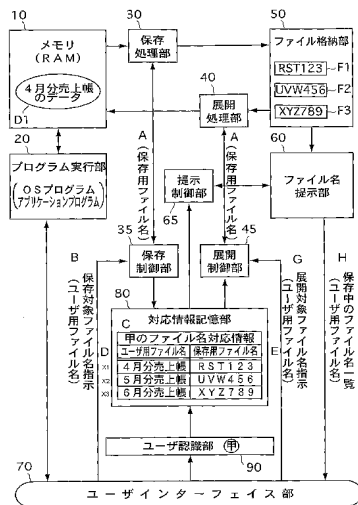 10
メモリ
(RAM)
4月分売上帳
のデータ
D1
30
保存
処理部
50
ファイル格納部
RST123
F1
UVW456
F2
XYZ789
F3
40
展開
処理部
20
プログラム実行部
(OSプログラム
アプリケーションプログラム)
A
(保存用ファイル名)
A
(保存用ファイル名)
提示
制御部
65
60
ファイル名
提示部
35
保存
制御部
45
展開
制御部
B
保存対象ファイル名指示
(ユーザ用ファイル名)
G
展開対象ファイル名指示
(ユーザ用ファイル名)
H
保存中のファイル名一覧
(ユーザ用ファイル名)
80
対応情報記憶部
C
甲のファイル名対応情報
D
ユーザ用ファイル名
保存用ファイル名
E
X1
4月分売上帳
RST123
X2
5月分売上帳
UVW456
X3
6月分売上帳
XYZ789
ユーザ認識部
甲
90
70
ユーザインターフェイス部